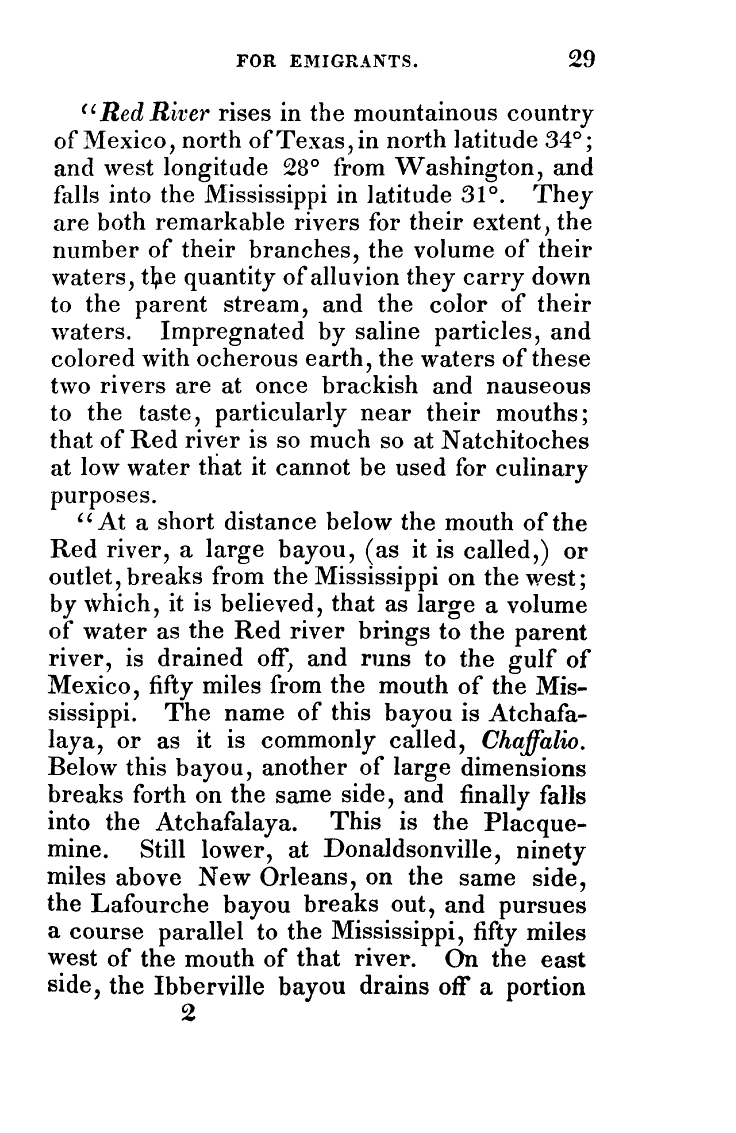 FOR EMIGRANTS. 29
“Red River rises in the mountainous country
of Mexico, north of Texas, in north latitude 34°;
and west longitude 28° from Washington, and
falls into the Mississippi in latitude 31°. They
are both remarkable rivers for their extent, the
number of their branches, the volume of their
waters, the quantity of alluvion they carry down
to the parent stream, and the color of their
waters. Impregnated by saline particles, and
colored with ocherous earth, the waters of these
two rivers are at once brackish and nauseous
to the taste, particularly near their mouths;
that of Red river is so much so at Natchitoches
at low water that it cannot be used for culinary
purposes.
“At a short distance below the mouth of the
Red river, a large bayou, (as it is called,) or
outlet, breaks from the Mississippi on the west;
by which, it is believed, that as large a volume
of water as the Red river brings to the parent
river, is drained off, and runs to the gulf of
Mexico, fifty miles from the mouth of the Mis-
sissippi. The name of this bayou is Atchafa-
laya, or as it is commonly called, Chaffalio.
Below this bayou, another of large dimensions
breaks forth on the same side, and finally falls
into the Atchafalaya. This is the Placque-
mine. Still lower, at Donaldsonville, ninety
miles above New Orleans, on the same side,
the Lafourche bayou breaks out, and pursues
a course parallel to the Mississippi, fifty miles
west of the mouth of that river. On the east
side, the Ibberville bayou drains off a portion
2